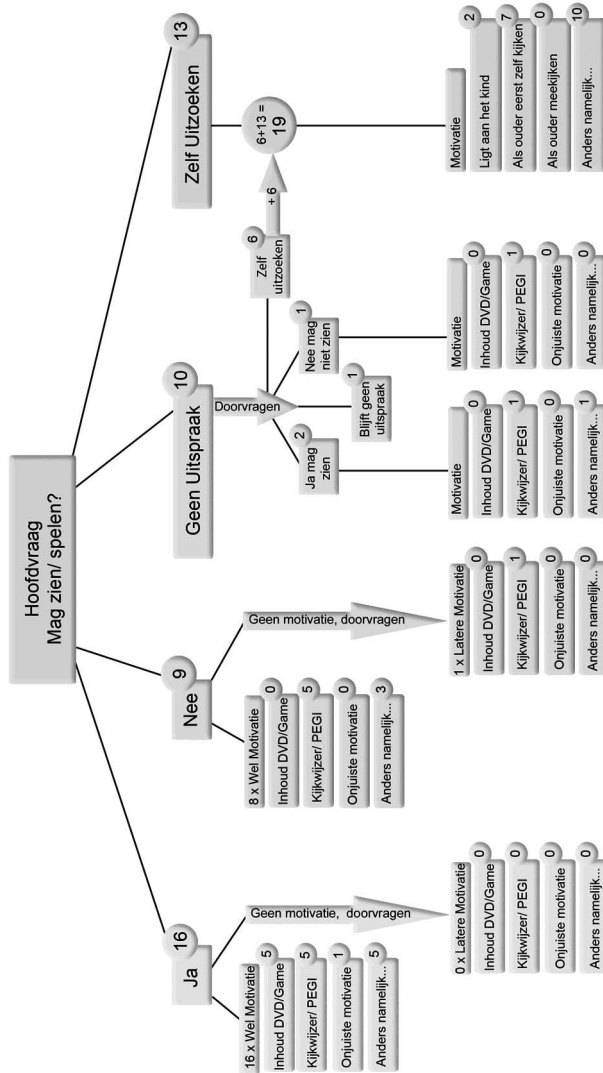 Hoofdvraag
Mag zien/ spelen?
16
Ja
16 x Wel Motivatie
Inhoud DVD/Game
5
Kijkwijzer/ PEGI
5
Onjuiste motivatie
1
Anders namelijk...
5
Geen motivatie, doorvragen
0 x Latere Motivatie
Inhoud DVD/Game
0
Kijkwijzer/ PEGI
0
Onjuiste motivatie
0
Anders namelijk...
0
9
Nee
8 x Wel Motivatie
Inhoud DVD/Game
0
Kijkwijzer/ PEGI
5
Onjuiste motivatie
0
Anders namelijk...
3
Geen motivatie, doorvragen
1 x Latere Motivatie
Inhoud DVD/Game
0
Kijkwijzer/ PEGI
1
Onjuiste motivatie
0
Anders namelijk...
0
10
Geen Uitspraak
Doorvragen
2
Ja mag
zien
Motivatie
Inhoud DVD/Game
0
Kijkwijzer/ PEGI
1
Onjuiste motivatie
0
Anders namelijk...
1
1
Blijft geen
uitspraak
1
Nee mag
niet zien
Motivatie
Inhoud DVD/Game
0
Kijkwijzer/ PEGI
1
Onjuiste motivatie
0
Anders namelijk...
0
6
Zelf
uitzoeken
+ 6
13
Zelf Uitzoeken
6+13 =
19
Motivatie
Ligt aan het kind
2
Als ouder eerst zelf kijken
7
Als ouder meekijken
0
Anders namelijk...
10